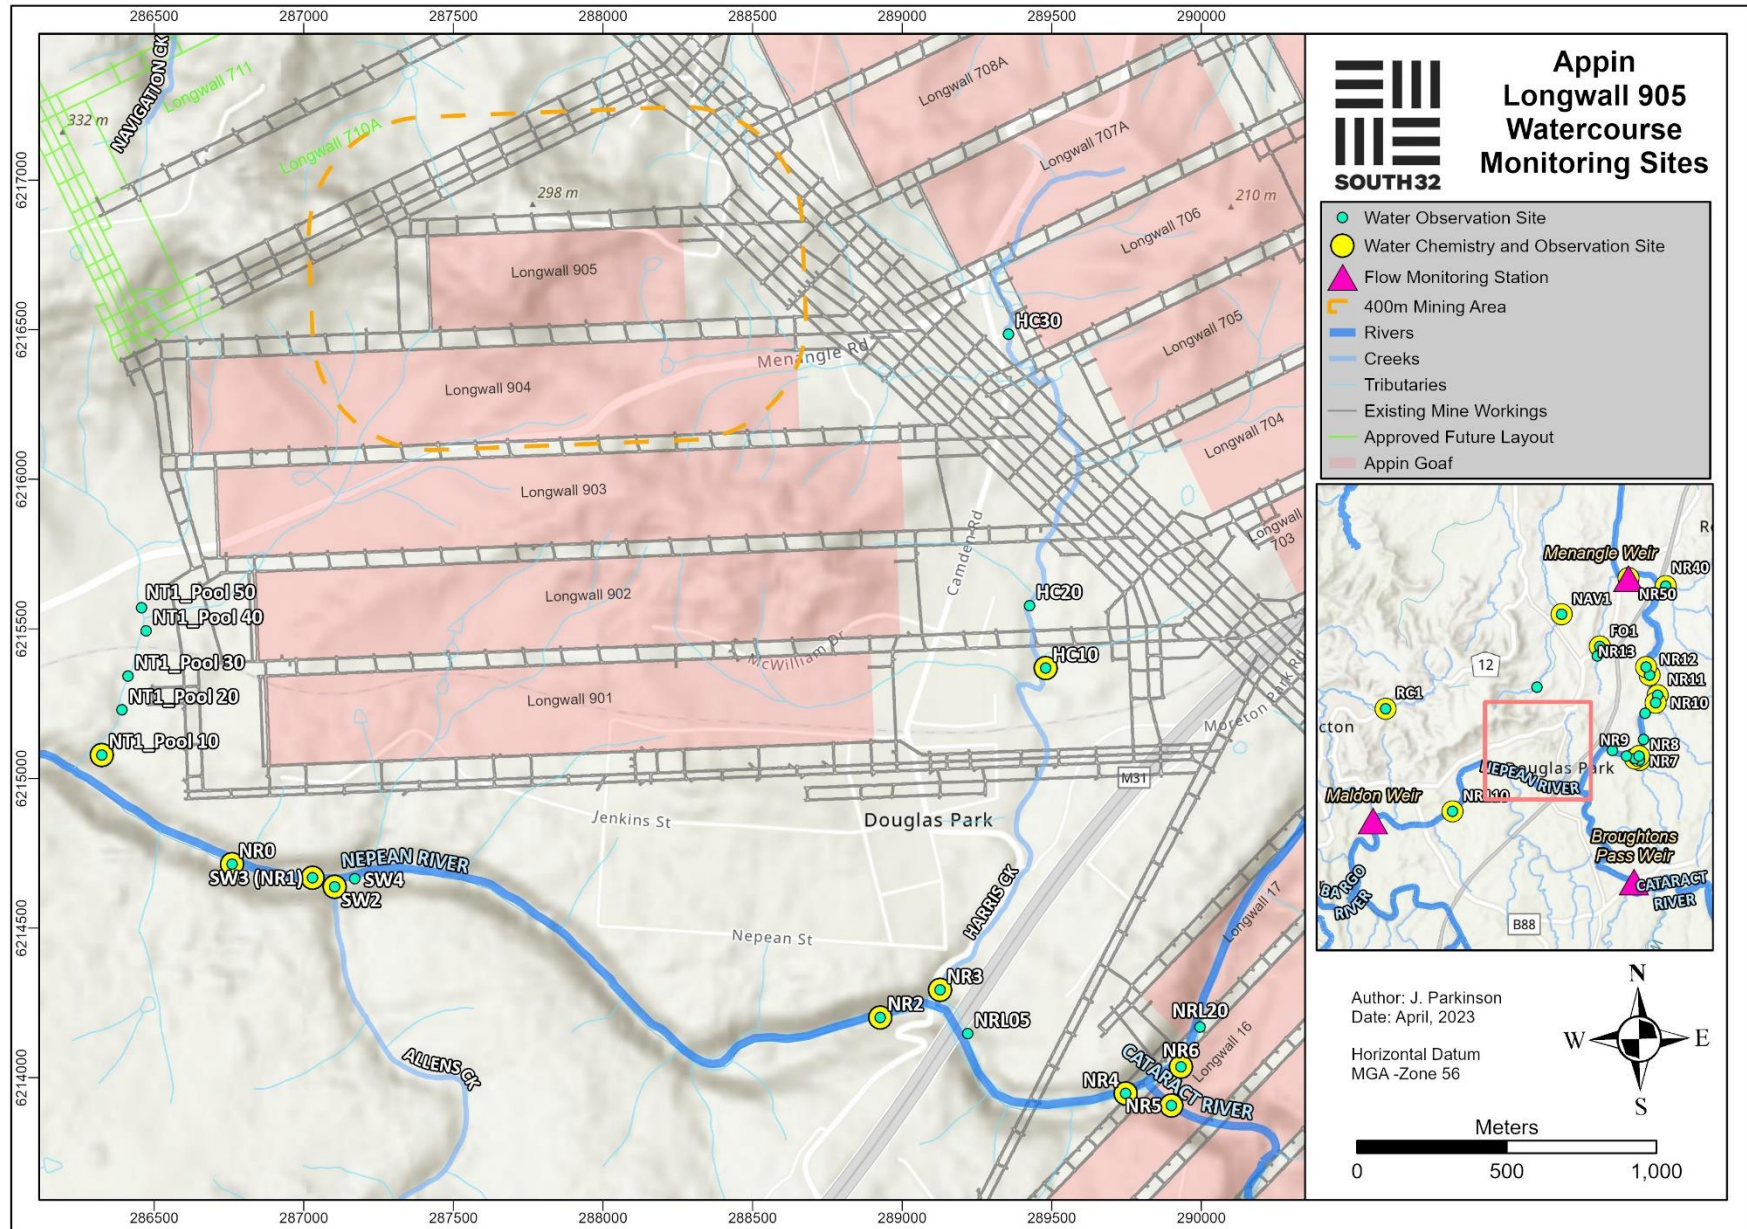 286500 287000 287500 288000 288500 289000 289500 290000
6217000
6216500
6216000
6215500
6215000
6214500
6214000
NAVIGATION CK
332 m
Longwall 711
Longwall 710A
298 m
Longwall 708A
Longwall 707A
210 m
Longwall 706
Longwall 905
Longwall 705
HC30
Menangle Rd
Longwall 904
Longwall 704
Longwall 903
Longwall
703
Camden Rd
NT1_Pool 50
NT1_Pool 40
Longwall 902
HC20
McWilliam Dr
NT1_Pool 30
HC10
NT1_Pool 20
Longwall 901
Moreton Park Rd
NT1_Pool 10
M31
Jenkins St
Douglas Park
NR0
NEPEAN RIVER
SW3 (NR1)
SW4
SW2
HARRIS CK
Longwall 17
Nepean St
NR3
NR2
NRL05
NRL20
Longwall 16
NR6
CATARACT RIVER
ALLENS CK
NR4
NR5
286500 287000 287500 288000 288500 289000 289500 290000
SOUTH32
Appin
Longwall 905
Watercourse
Monitoring Sites
Water Observation Site
Water Chemistry and Observation Site
Flow Monitoring Station
400m Mining Area
Rivers
Creeks
Tributaries
Existing Mine Workings
Approved Future Layout
Appin Goaf
Menangle Weir
NR40
NR50
NAV1
FO1
NR13
NR12
12
NR11
RC1
NR10
cton
NR9
NR8
NR7
Douglas Park
NEPEAN
RIVER
Maldon Weir
Broughtons
Pass Weir
CATARACT
RIVER
BARGO
RIVER
B88
Author: J. Parkinson
Date: April, 2023
Horizontal Datum
MGA -Zone 56
N
W E
S
Meters
0 500 1,000